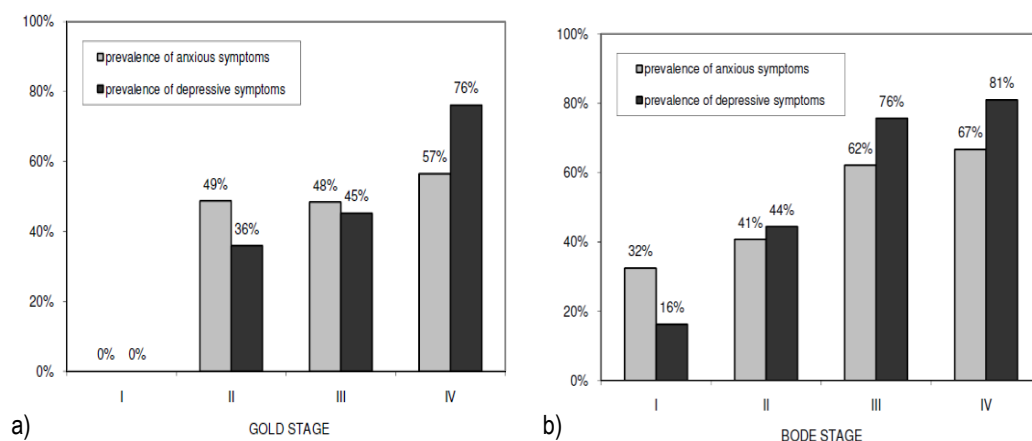 100%
80%
60%
40%
20%
0%
prevalence of anxious symptoms
prevalence of depressive symptoms
0% 0%
49%
36%
48%
45%
57%
76%
I II III IV
GOLD STAGE
a)
100%
80%
60%
40%
20%
0%
prevalence of anxious symptoms
prevalence of depressive symptoms
32%
16%
41%
44%
62%
76%
67%
81%
I II III IV
BODE STAGE
b)